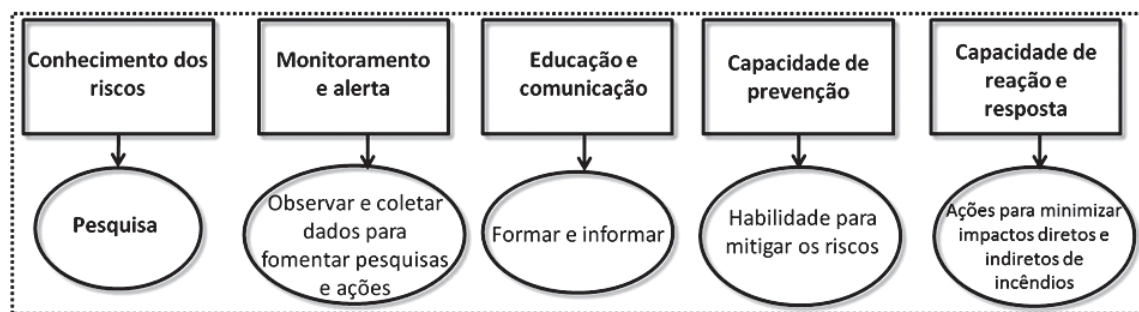 Conhecimento dos
riscos
Monitoramento
e alerta
Educação e
comunicação
Capacidade de
prevenção
Capacidade de
reação e
resposta
Pesquisa
Observar e coletar
dados para
fomentar pesquisas
e ações
Formar e informar
Habilidade para
mitigar os riscos
Ações para minimizar
impactos diretos e
indiretos de
incêndios